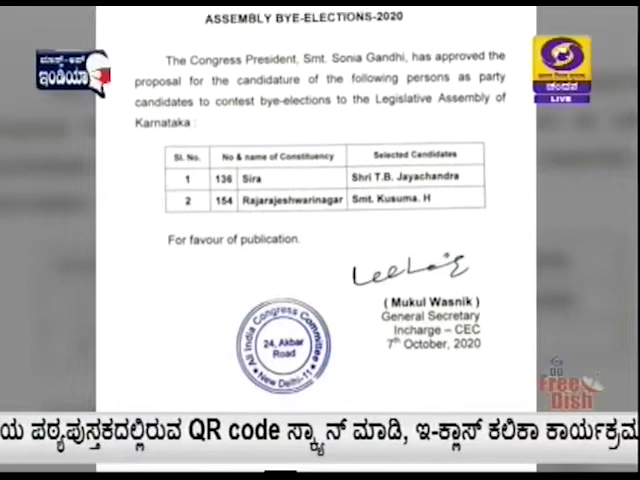 ASSEMBLY BYE-ELECTIONS-2020
The Congress President, Smt. Sonia Gandhi, has approved the
proposal for the candidature of the following persons as party
candidates to contest bye-elections to the Legislative Assembly of
Karnataka :
Sl. No. No & name of Constituency Selected Candidates
1 136 Sira Shri T.B. Jayachandra
2 154 Rajarajeshwarinagar Smt. Kusuma. H
For favour of publication.
( Mukul Wasnik )
General Secretary
Incharge – CEC
7th October, 2020
All India Congress Committee
24, Akbar
Road
New Delhi-11
ಇಂಡಿಯಾ
ಚಂದನ
LIVE
DD
Free
Dish
ಯ ಪಠ್ಯಪುಸ್ತಕದಲ್ಲಿರುವ QR code ಸ್ಕ್ಯಾನ್ ಮಾಡಿ, ಇ-ಕ್ಲಾಸ್ ಕಲಿಕಾ ಕಾರ್ಯಕ್ರಮ